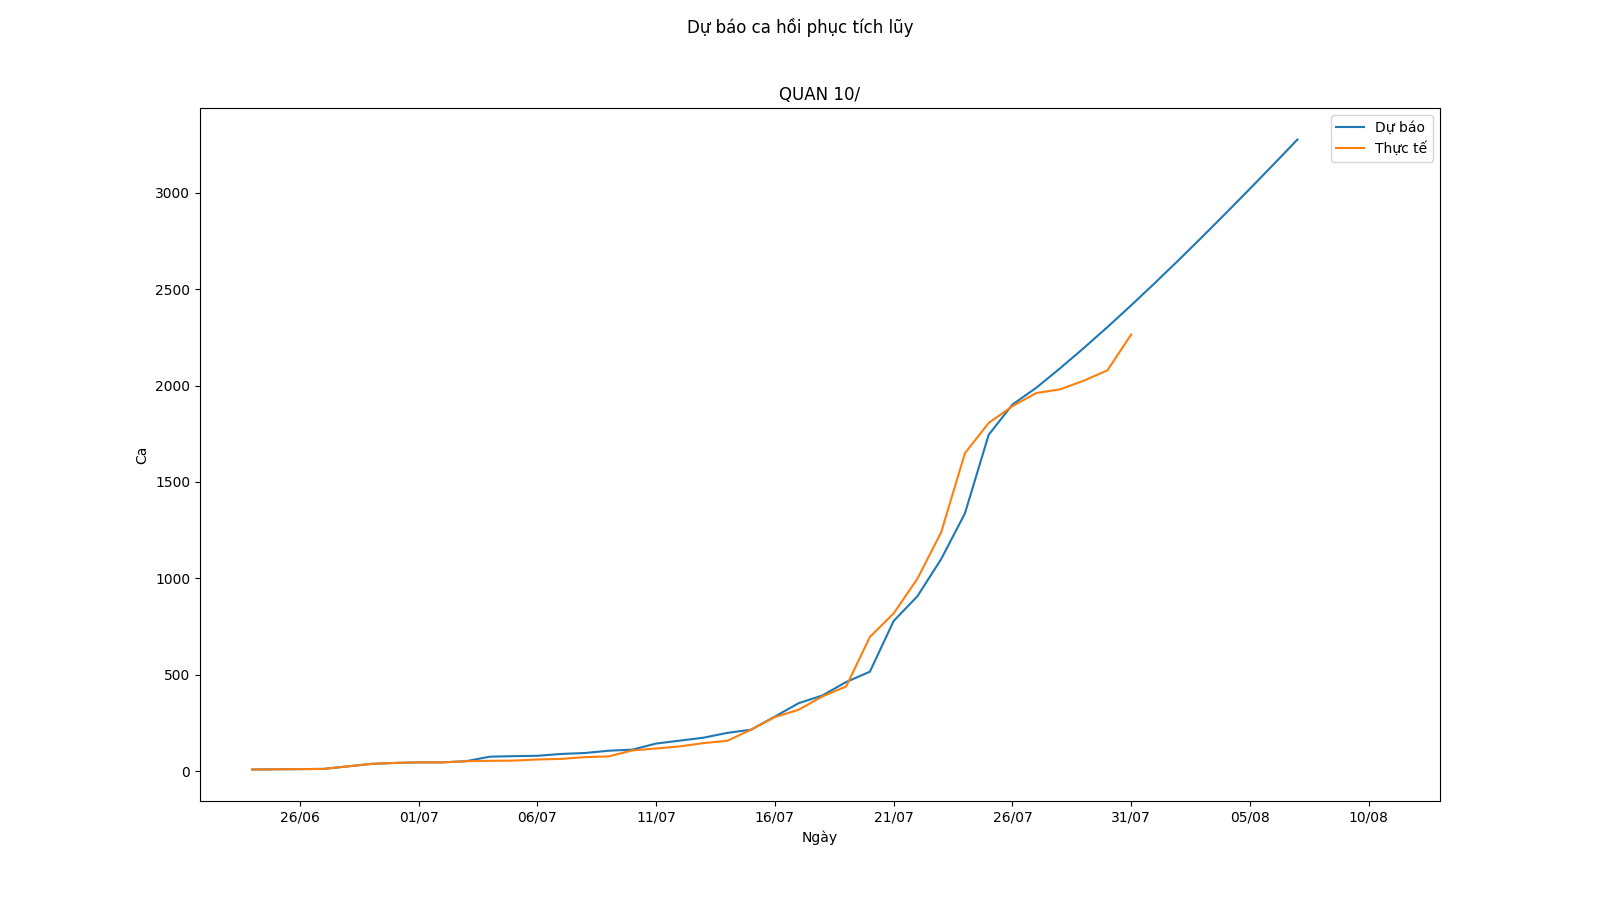 Dự báo ca hồi phục tích lũy
QUAN 10/
Dự báo
Thực tế
3000
2500
2000
1500
1000
500
0
Ca
26/06 01/07 06/07 11/07 16/07 21/07 26/07 31/07 05/08 10/08
Ngày